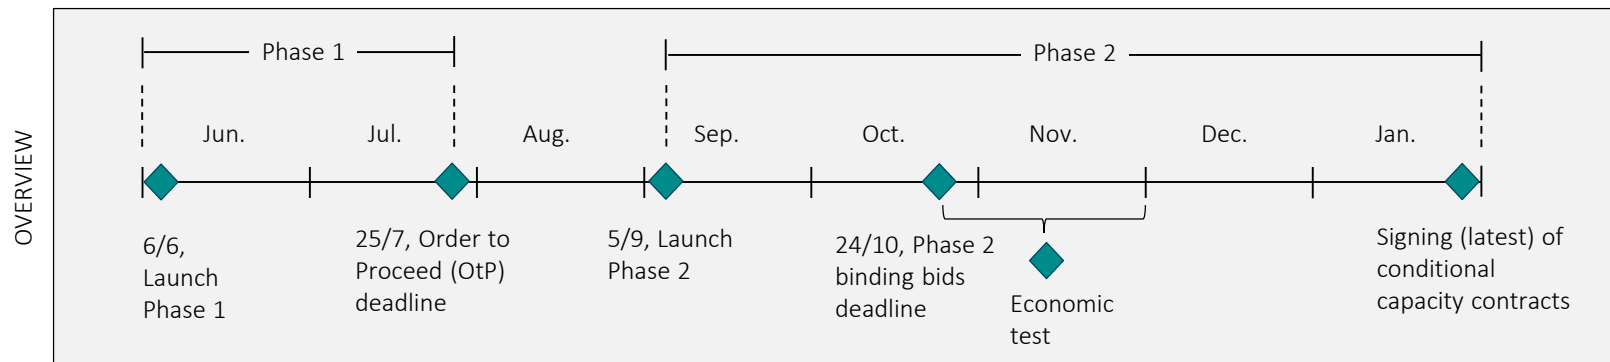 OVERVIEW
Phase 1
Phase 2
Jun.
Jul.
Aug.
Sep.
Oct.
Nov.
Dec.
Jan.
6/6,
Launch
Phase 1
25/7, Order to
Proceed (OtP)
deadline
5/9, Launch
Phase 2
24/10, Phase 2
binding bids
deadline
Economic
test
Signing (latest) of
conditional
capacity contracts